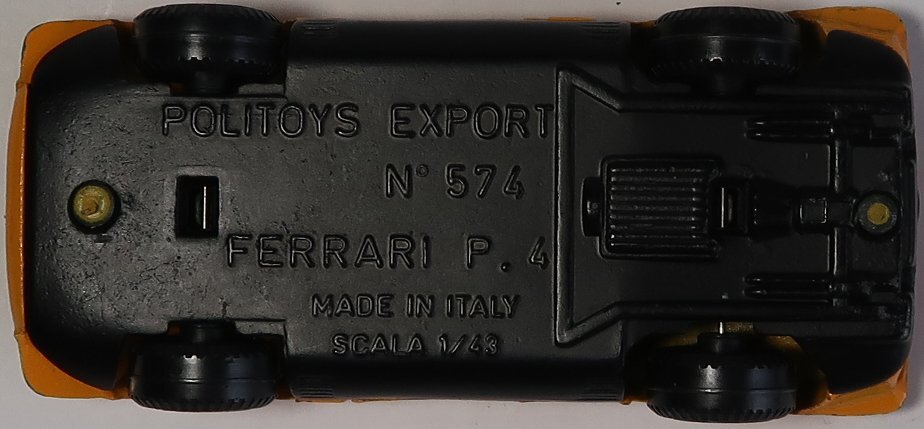 POLITOYS EXPORT
N° 574
FERRARI P. 4
MADE IN ITALY
SCALA 1/43